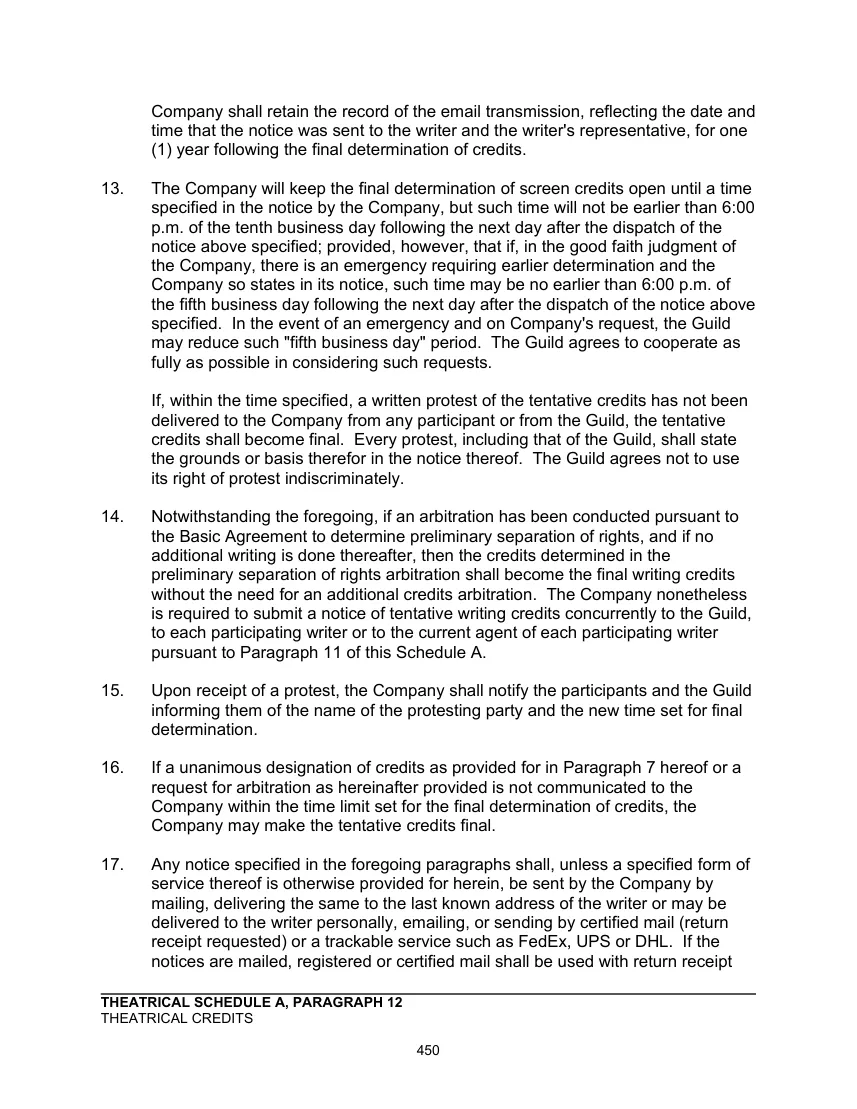 Company shall retain the record of the email transmission, reflecting the date and
time that the notice was sent to the writer and the writer's representative, for one
(1) year following the final determination of credits.
13. The Company will keep the final determination of screen credits open until a time
specified in the notice by the Company, but such time will not be earlier than 6:00
p.m. of the tenth business day following the next day after the dispatch of the
notice above specified; provided, however, that if, in the good faith judgment of
the Company, there is an emergency requiring earlier determination and the
Company so states in its notice, such time may be no earlier than 6:00 p.m. of
the fifth business day following the next day after the dispatch of the notice above
specified.  In the event of an emergency and on Company's request, the Guild
may reduce such "fifth business day" period.  The Guild agrees to cooperate as
fully as possible in considering such requests.
If, within the time specified, a written protest of the tentative credits has not been
delivered to the Company from any participant or from the Guild, the tentative
credits shall become final.  Every protest, including that of the Guild, shall state
the grounds or basis therefor in the notice thereof.  The Guild agrees not to use
its right of protest indiscriminately.
14. Notwithstanding the foregoing, if an arbitration has been conducted pursuant to
the Basic Agreement to determine preliminary separation of rights, and if no
additional writing is done thereafter, then the credits determined in the
preliminary separation of rights arbitration shall become the final writing credits
without the need for an additional credits arbitration.  The Company nonetheless
is required to submit a notice of tentative writing credits concurrently to the Guild,
to each participating writer or to the current agent of each participating writer
pursuant to Paragraph 11 of this Schedule A.
15. Upon receipt of a protest, the Company shall notify the participants and the Guild
informing them of the name of the protesting party and the new time set for final
determination.
16. If a unanimous designation of credits as provided for in Paragraph 7 hereof or a
request for arbitration as hereinafter provided is not communicated to the
Company within the time limit set for the final determination of credits, the
Company may make the tentative credits final.
17. Any notice specified in the foregoing paragraphs shall, unless a specified form of
service thereof is otherwise provided for herein, be sent by the Company by
mailing, delivering the same to the last known address of the writer or may be
delivered to the writer personally, emailing, or sending by certified mail (return
receipt requested) or a trackable service such as FedEx, UPS or DHL.  If the
notices are mailed, registered or certified mail shall be used with return receipt
THEATRICAL SCHEDULE A, PARAGRAPH 12
THEATRICAL CREDITS
450